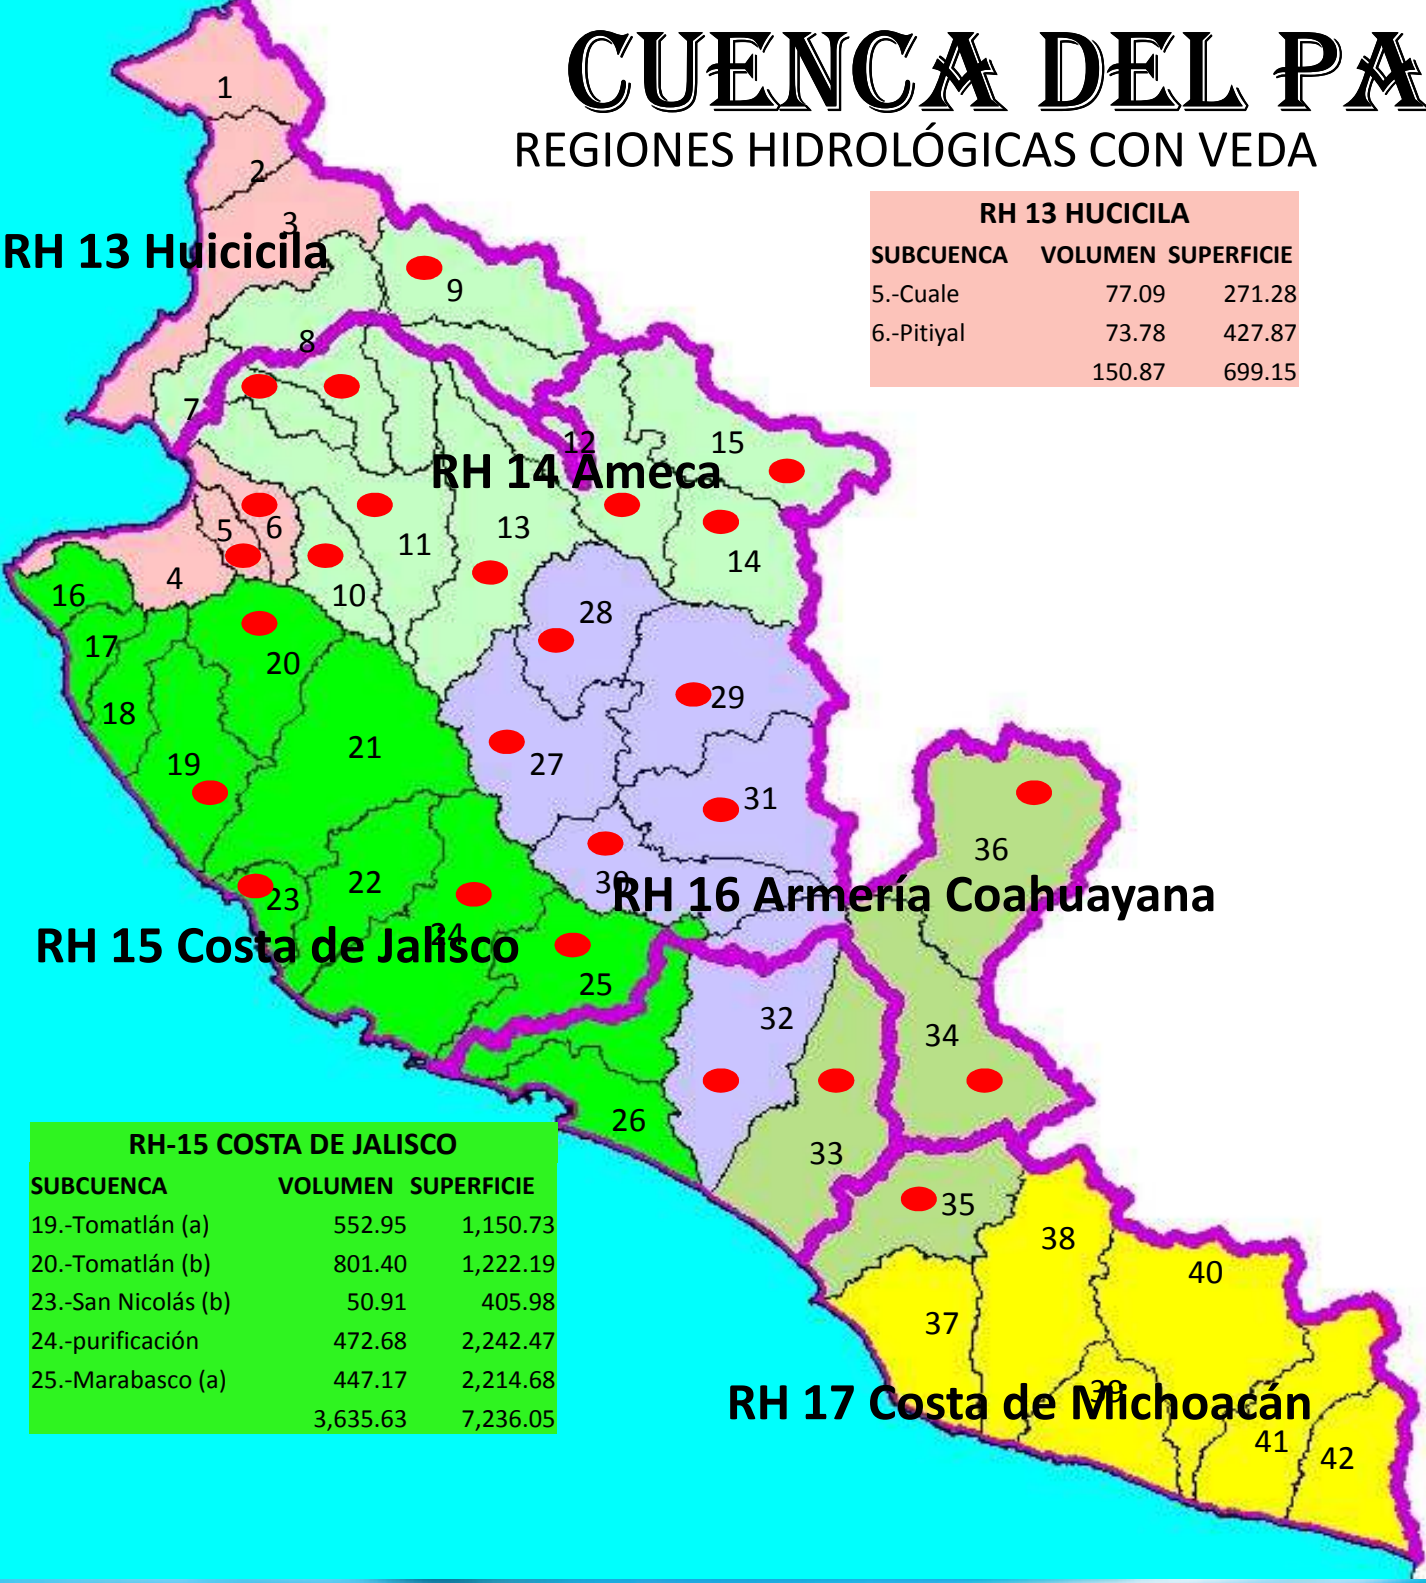 CUENCA DEL PA
REGIONES HIDROLÓGICAS CON VEDA
RH 13 HUCICILA
SUBCUENCA VOLUMEN SUPERFICIE
5.-Cuale 77.09 271.28
6.-Pitiyal 73.78 427.87
150.87 699.15
1
2
3
RH 13 Huicicila
9
8
7
12
15
RH 14 Ameca
5
6
11
13
14
4
10
16
17
20
28
18
29
21
19
27
31
36
22
23
30
RH 16 Armería Coahuayana
24
RH 15 Costa de Jalisco
25
32
34
26
33
35
38
40
37
39
RH 17 Costa de Michoacán
41
42
RH-15 COSTA DE JALISCO
SUBCUENCA VOLUMEN SUPERFICIE
19.-Tomatlán (a) 552.95 1,150.73
20.-Tomatlán (b) 801.40 1,222.19
23.-San Nicolás (b) 50.91 405.98
24.-purificación 472.68 2,242.47
25.-Marabasco (a) 447.17 2,214.68
3,635.63 7,236.05